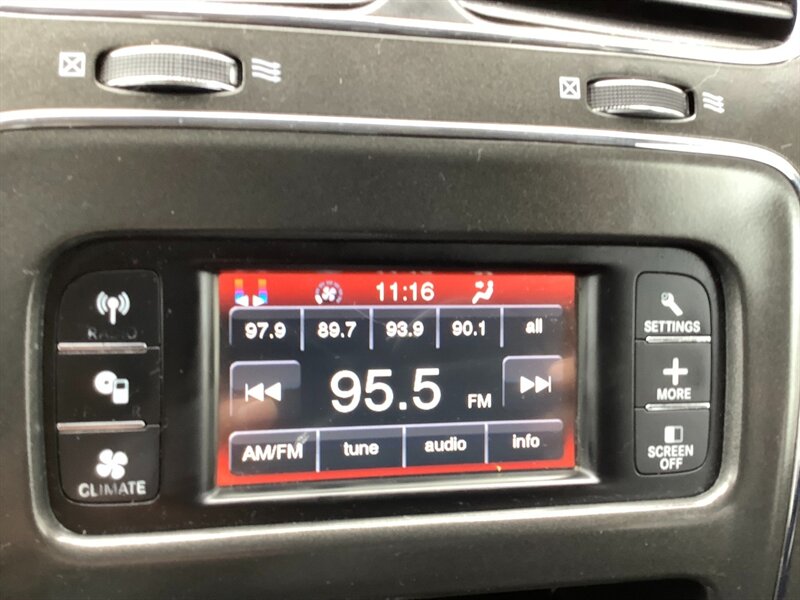 11:16
97.9 89.7 93.9 90.1 all
95.5 FM
AM/FM tune audio info
RADIO
CLIMATE
SETTINGS
MORE
SCREEN
OFF